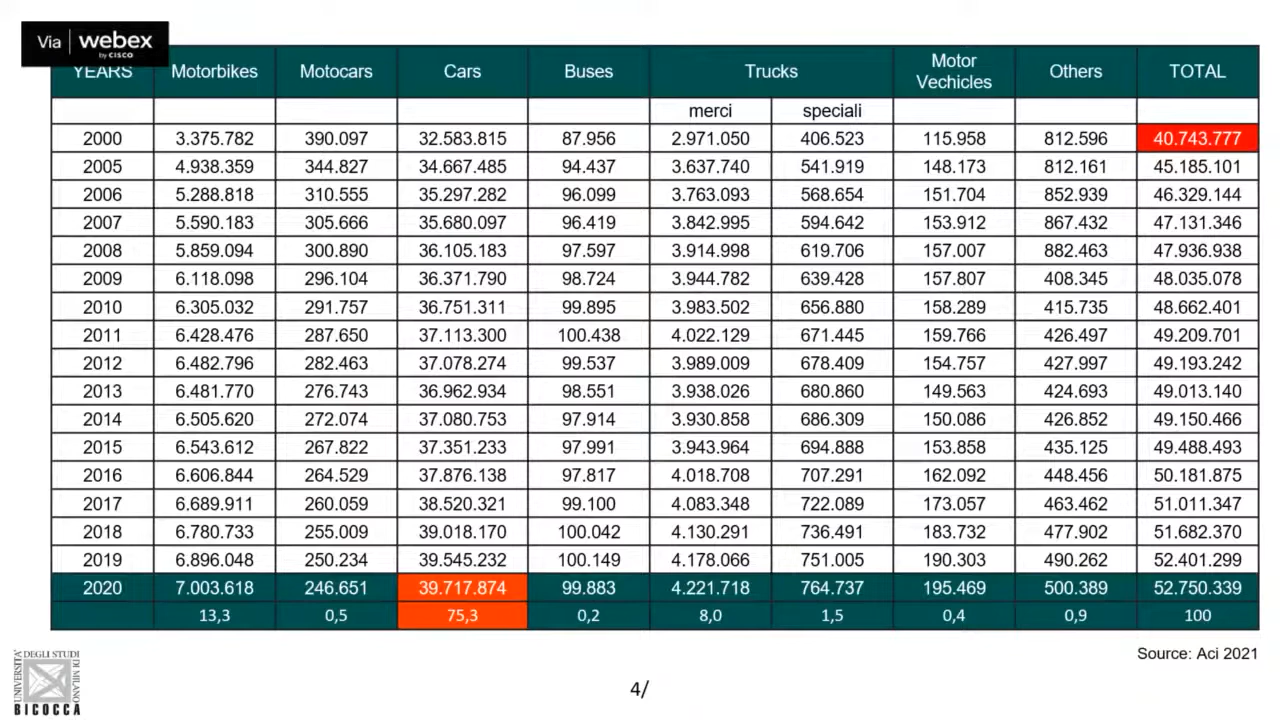 Via webex
by CISCO
YEARS Motorbikes Motocars Cars Buses Trucks Motor Vechicles Others TOTAL
merci speciali
2000 3.375.782 390.097 32.583.815 87.956 2.971.050 406.523 115.958 812.596 40.743.777
2005 4.938.359 344.827 34.667.485 94.437 3.637.740 541.919 148.173 812.161 45.185.101
2006 5.288.818 310.555 35.297.282 96.099 3.763.093 568.654 151.704 852.939 46.329.144
2007 5.590.183 305.666 35.680.097 96.419 3.842.995 594.642 153.912 867.432 47.131.346
2008 5.859.094 300.890 36.105.183 97.597 3.914.998 619.706 157.007 882.463 47.936.938
2009 6.118.098 296.104 36.371.790 98.724 3.944.782 639.428 157.807 408.345 48.035.078
2010 6.305.032 291.757 36.751.311 99.895 3.983.502 656.880 158.289 415.735 48.662.401
2011 6.428.476 287.650 37.113.300 100.438 4.022.129 671.445 159.766 426.497 49.209.701
2012 6.482.796 282.463 37.078.274 99.537 3.989.009 678.409 154.757 427.997 49.193.242
2013 6.481.770 276.743 36.962.934 98.551 3.938.026 680.860 149.563 424.693 49.013.140
2014 6.505.620 272.074 37.080.753 97.914 3.930.858 686.309 150.086 426.852 49.150.466
2015 6.543.612 267.822 37.351.233 97.991 3.943.964 694.888 153.858 435.125 49.488.493
2016 6.606.844 264.529 37.876.138 97.817 4.018.708 707.291 162.092 448.456 50.181.875
2017 6.689.911 260.059 38.520.321 99.100 4.083.348 722.089 173.057 463.462 51.011.347
2018 6.780.733 255.009 39.018.170 100.042 4.130.291 736.491 183.732 477.902 51.682.370
2019 6.896.048 250.234 39.545.232 100.149 4.178.066 751.005 190.303 490.262 52.401.299
2020 7.003.618 246.651 39.717.874 99.883 4.221.718 764.737 195.469 500.389 52.750.339
13,3 0,5 75,3 0,2 8,0 1,5 0,4 0,9 100
Source: Aci 2021
UNIVERSITA' DEGLI STUDI DI MILANO
BICOCCA
4/